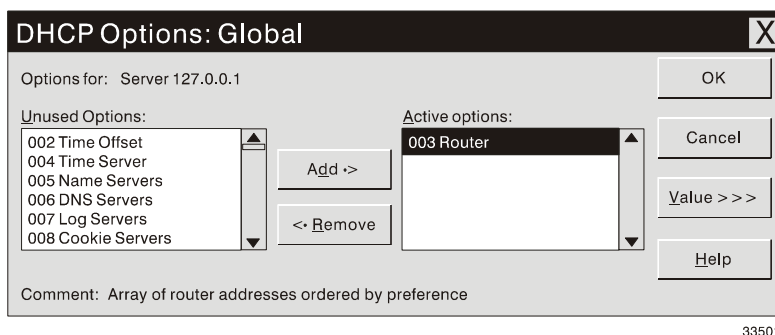 DHCP Options: Global X
Options for: Server 127.0.0.1
OK
Unused Options:
Active options:
002 Time Offset
004 Time Server
005 Name Servers
006 DNS Servers
007 Log Servers
008 Cookie Servers
Add ·>
<· Remove
003 Router
Cancel
Value > > >
Help
Comment: Array of router addresses ordered by preference